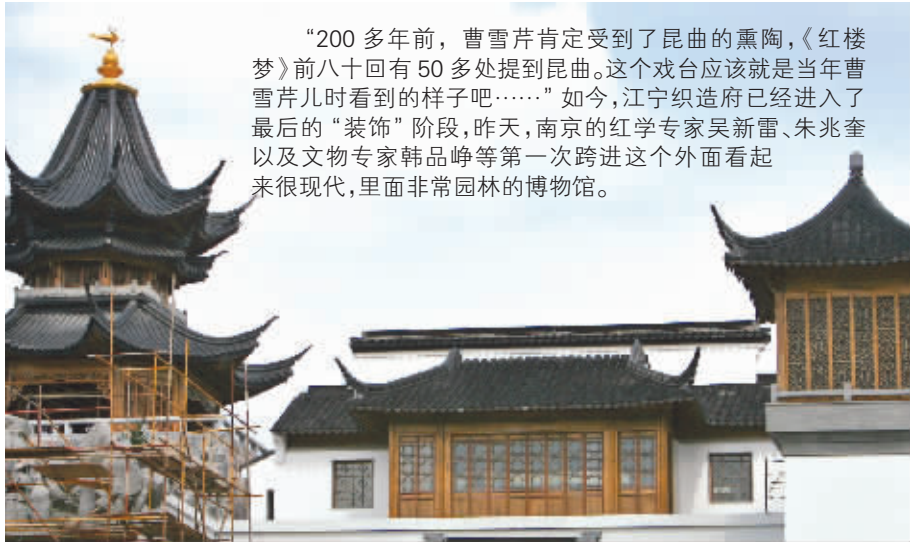 “200 多年前，曹雪芹肯定受到了昆曲的熏陶，《红楼
梦》前八十回有 50 多处提到昆曲。这个戏台应该就是当年曹
雪芹儿时看到的样子吧……” 如今，江宁织造府已经进入了
最后的 “装饰” 阶段，昨天，南京的红学专家吴新雷、朱兆奎
以及文物专家韩品峥等第一次跨进这个外面看起
来很现代，里面非常园林的博物馆。